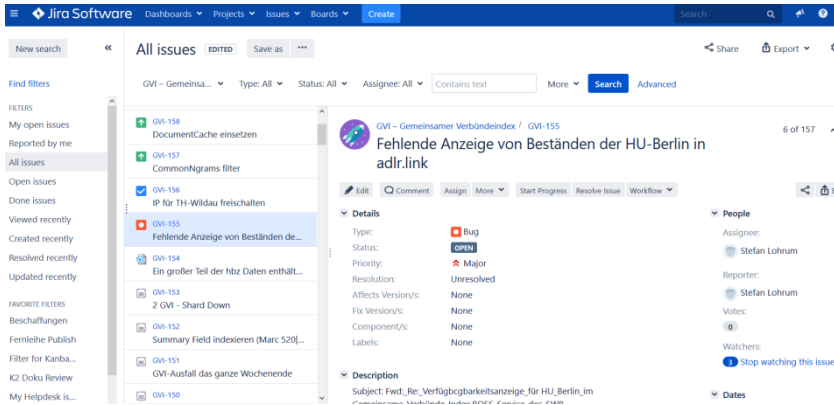 Jira Software Dashboards Projects Issues Boards Create Search
New search
All issues EDITED Save as ••• Share Export
Find filters
GVI – Gemeinsa... Type: All Status: All Assignee: All Contains text More Search Advanced
FILTERS
My open issues
Reported by me
All issues
Open issues
Done issues
Viewed recently
Created recently
Resolved recently
Updated recently
FAVORITE FILTERS
Beschaffungen
Fernleihe Publish
Filter for Kanba...
K2 Doku Review
My Helpdesk is...
GVI-158
DocumentCache einsetzen
GVI-157
CommonNgrams filter
GVI-156
IP für TH-Wildau freischalten
GVI-155
Fehlende Anzeige von Beständen de...
GVI-154
Ein großer Teil der hbz Daten enthält...
GVI-153
2 GVI - Shard Down
GVI-152
Summary Field indexieren (Marc 520|...
GVI-151
GVI-Ausfall das ganze Wochenende
GVI-150
GVI – Gemeinsamer Verbündeindex / GVI-155
6 of 157
Fehlende Anzeige von Beständen der HU-Berlin in
adlr.link
Edit Comment Assign More Start Progress Resolve Issue Workflow
Details
Type: Bug
Status: OPEN
Priority: Major
Resolution: Unresolved
Affects Version/s: None
Fix Version/s: None
Component/s: None
Labels: None
Description
Subject: Fwd:_Re:_Verfügbcgbarkeitsanzeige_für HU_Berlin_im
Gemeinsame_Verbünde_Index_BOSS_Service_des_SWB
People
Assignee:
Stefan Lohrum
Reporter:
Stefan Lohrum
Votes:
0
Watchers:
3 Stop watching this issue
Dates